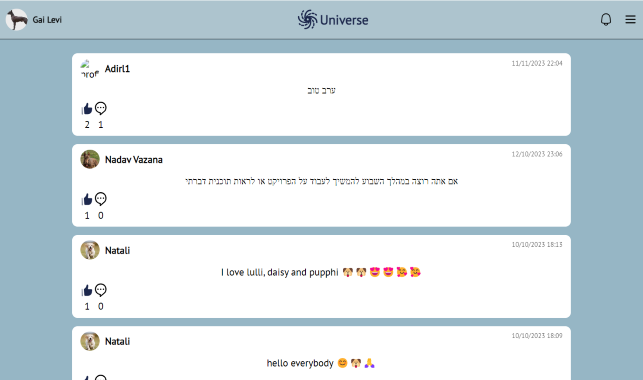 Gai Levi
Universe
Adirl1
11/11/2023 22:04
ערב טוב
2 1
Nadav Vazana
12/10/2023 23:06
אם אתה רוצה במהלך השבוע להמשיך לעבוד על הפרויקט או לראות תוכנית דברתי
1 0
Natali
10/10/2023 18:13
I love lulli, daisy and pupphi 🐶 🐶 😍 😍 🥰 🥰
1 0
Natali
10/10/2023 18:09
hello everybody 😊 🐶 🙏